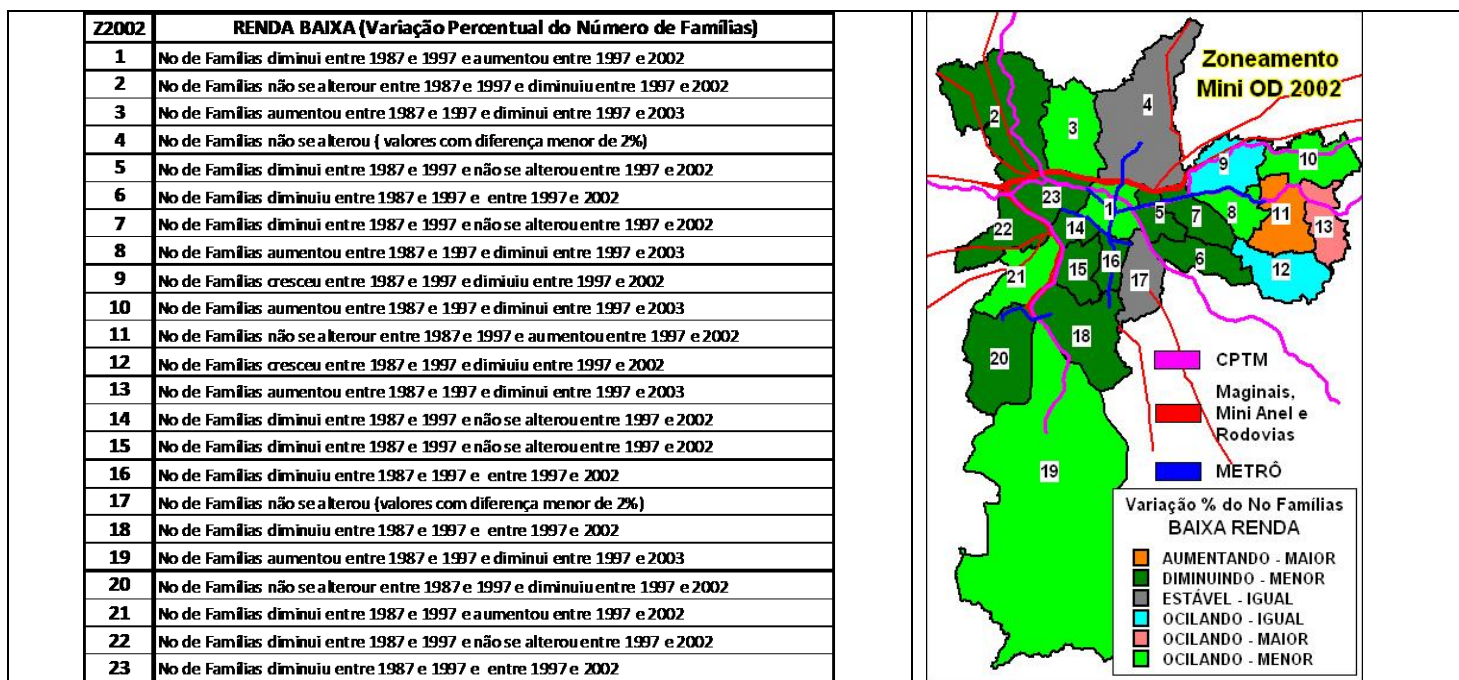 Z2002 RENDA BAIXA (Variação Percentual do Número de Famílias)
1 No de Famílias diminui entre 1987 e 1997 e aumentou entre 1997 e 2002
2 No de Famílias não se alterour entre 1987 e 1997 e diminuiu entre 1997 e 2002
3 No de Famílias aumentou entre 1987 e 1997 e diminui entre 1997 e 2003
4 No de Famílias não se alterou ( valores com diferença menor de 2%)
5 No de Famílias diminui entre 1987 e 1997 e não se alterou entre 1997 e 2002
6 No de Famílias diminuiu entre 1987 e 1997 e entre 1997 e 2002
7 No de Famílias diminui entre 1987 e 1997 e não se alterou entre 1997 e 2002
8 No de Famílias aumentou entre 1987 e 1997 e diminui entre 1997 e 2003
9 No de Famílias cresceu entre 1987 e 1997 e dimiuiu entre 1997 e 2002
10 No de Famílias aumentou entre 1987 e 1997 e diminui entre 1997 e 2003
11 No de Famílias não se alterour entre 1987 e 1997 e aumentou entre 1997 e 2002
12 No de Famílias cresceu entre 1987 e 1997 e dimiuiu entre 1997 e 2002
13 No de Famílias aumentou entre 1987 e 1997 e diminui entre 1997 e 2003
14 No de Famílias diminui entre 1987 e 1997 e não se alterou entre 1997 e 2002
15 No de Famílias diminui entre 1987 e 1997 e não se alterou entre 1997 e 2002
16 No de Famílias diminuiu entre 1987 e 1997 e entre 1997 e 2002
17 No de Famílias não se alterou (valores com diferença menor de 2%)
18 No de Famílias diminuiu entre 1987 e 1997 e entre 1997 e 2002
19 No de Famílias aumentou entre 1987 e 1997 e diminui entre 1997 e 2003
20 No de Famílias não se alterour entre 1987 e 1997 e diminuiu entre 1997 e 2002
21 No de Famílias diminui entre 1987 e 1997 e aumentou entre 1997 e 2002
22 No de Famílias diminui entre 1987 e 1997 e não se alterou entre 1997 e 2002
23 No de Famílias diminuiu entre 1987 e 1997 e entre 1997 e 2002
Zoneamento
Mini OD 2002
4
2
3
9
10
23
1
5
7
8
11
13
22
14
16
6
12
21
15
17
18
20
19
CPTM
Maginais,
Mini Anel e
Rodovias
METRÔ
Variação % do No Famílias
BAIXA RENDA
AUMENTANDO - MAIOR
DIMINUINDO - MENOR
ESTÁVEL - IGUAL
OCILANDO - IGUAL
OCILANDO - MAIOR
OCILANDO - MENOR